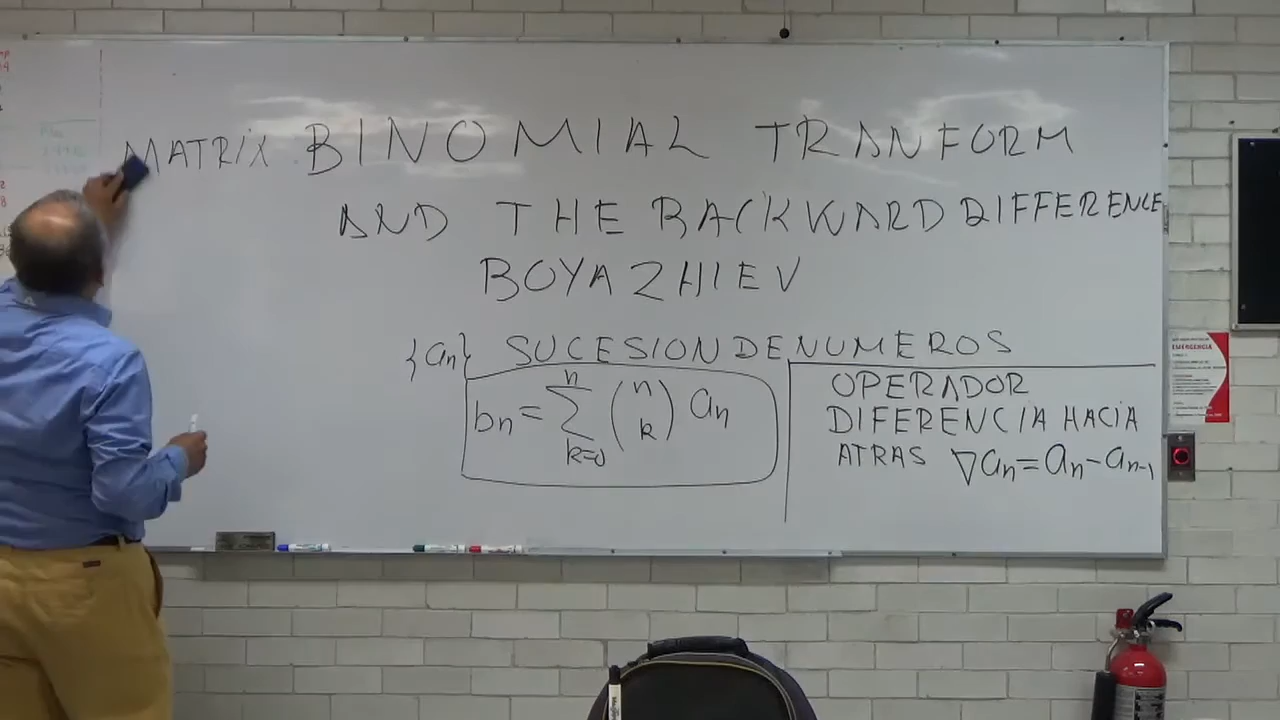 MATRIX BINOMIAL TRANFORM
AND THE BACKWARD DIFFERENCE
BOYAZHIEV
{an} SUCESION DE NUMEROS
bn = ∑ k=0 n (n k) an
OPERADOR
DIFERENCIA HACIA
ATRAS ∇an = an - an-1
EMERGENCIA